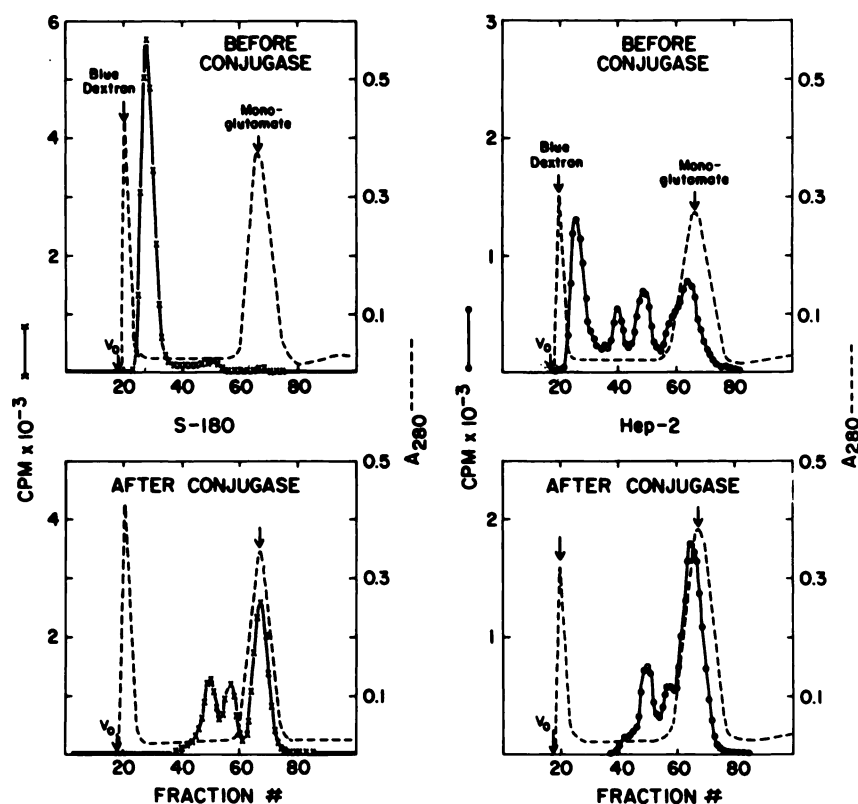 BEFORE
CONJUGASE
Blue
Dextran
Mono-
glutamate
V₀
6
4
2
0.5
0.3
0.1
20 40 60 80
S-180
BEFORE
CONJUGASE
Blue
Dextran
Mono-
glutamate
V₀
3
2
1
0.5
0.3
0.1
20 40 60 80
Hep-2
CPM x 10⁻³
A₂₈₀
CPM x 10⁻³
A₂₈₀
AFTER CONJUGASE
V₀
4
2
0.5
0.3
0.1
20 40 60 80
FRACTION #
AFTER CONJUGASE
V₀
2
1
0.5
0.3
0.1
20 40 60 80
FRACTION #